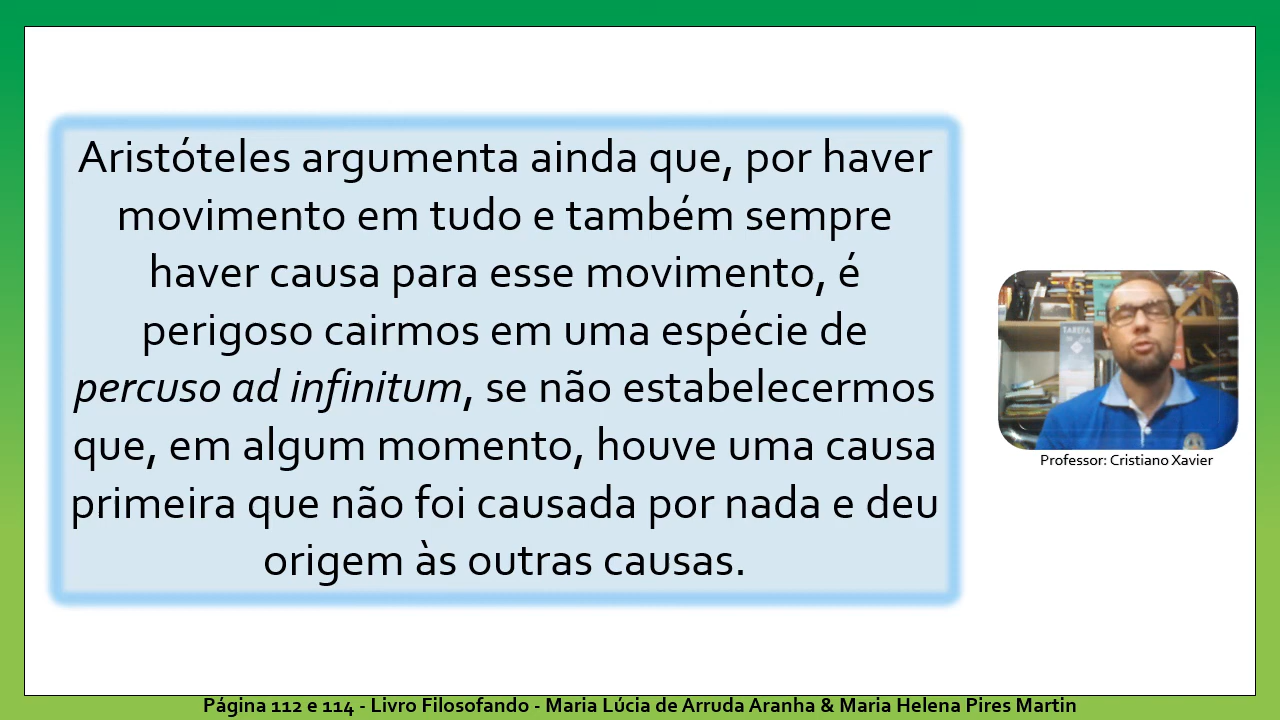 Aristóteles argumenta ainda que, por haver
movimento em tudo e também sempre
haver causa para esse movimento, é
perigoso cairmos em uma espécie de
percuso ad infinitum, se não estabelecermos
que, em algum momento, houve uma causa
primeira que não foi causada por nada e deu
origem às outras causas.
TAREFA
Professor: Cristiano Xavier
Página 112 e 114 - Livro Filosofando - Maria Lúcia de Arruda Aranha & Maria Helena Pires Martin